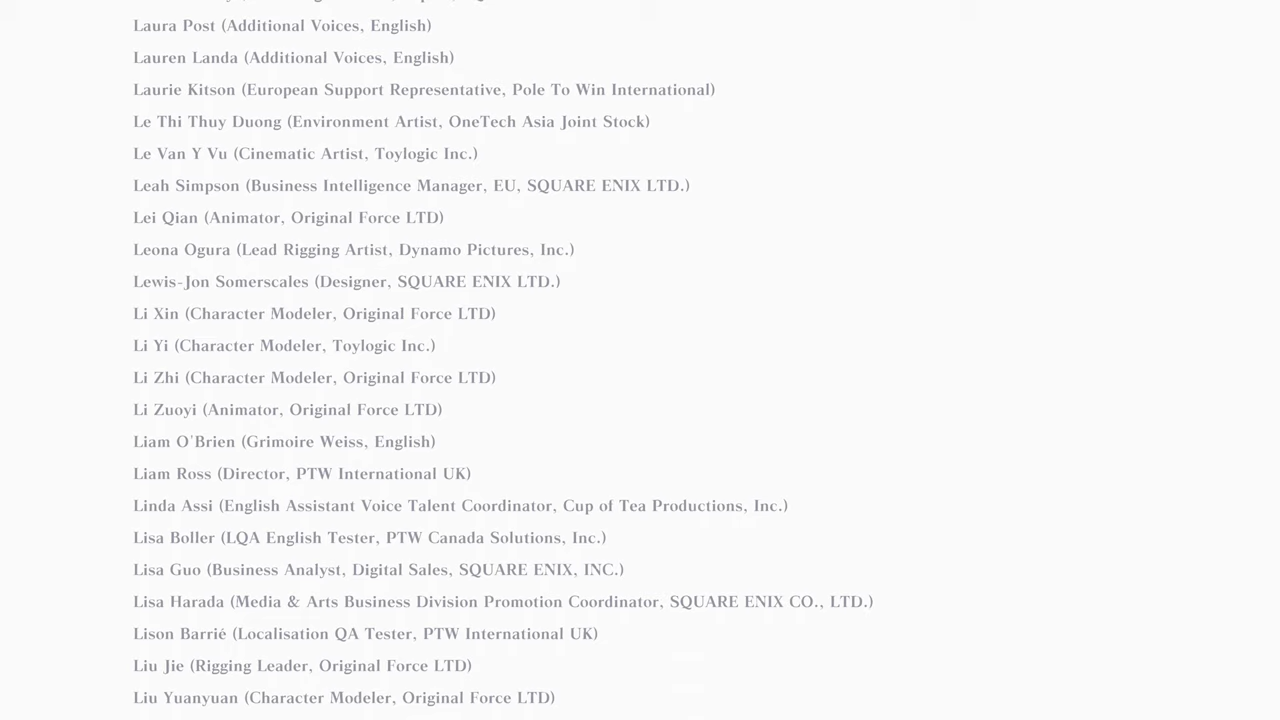 Laura Post (Additional Voices, English)
Lauren Landa (Additional Voices, English)
Laurie Kitson (European Support Representative, Pole To Win International)
Le Thi Thuy Duong (Environment Artist, OneTech Asia Joint Stock)
Le Van Y Vu (Cinematic Artist, Toylogic Inc.)
Leah Simpson (Business Intelligence Manager, EU, SQUARE ENIX LTD.)
Lei Qian (Animator, Original Force LTD)
Leona Ogura (Lead Rigging Artist, Dynamo Pictures, Inc.)
Lewis-Jon Somerscales (Designer, SQUARE ENIX LTD.)
Li Xin (Character Modeler, Original Force LTD)
Li Yi (Character Modeler, Toylogic Inc.)
Li Zhi (Character Modeler, Original Force LTD)
Li Zuoyi (Animator, Original Force LTD)
Liam O'Brien (Grimoire Weiss, English)
Liam Ross (Director, PTW International UK)
Linda Assi (English Assistant Voice Talent Coordinator, Cup of Tea Productions, Inc.)
Lisa Boller (LQA English Tester, PTW Canada Solutions, Inc.)
Lisa Guo (Business Analyst, Digital Sales, SQUARE ENIX, INC.)
Lisa Harada (Media & Arts Business Division Promotion Coordinator, SQUARE ENIX CO., LTD.)
Lison Barrié (Localisation QA Tester, PTW International UK)
Liu Jie (Rigging Leader, Original Force LTD)
Liu Yuanyuan (Character Modeler, Original Force LTD)